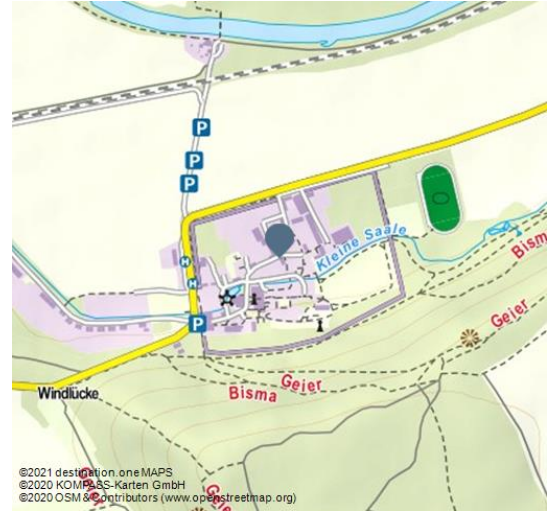 P
P
P
Kleine Saale
H
H
P
Bisma
Geier
Geier
Bisma
Windlücke
Geier
©2021 destination.one MAPS
©2020 KOMPASS-Karten GmbH
©2020 OSM & Contributors (www.openstreetmap.org)